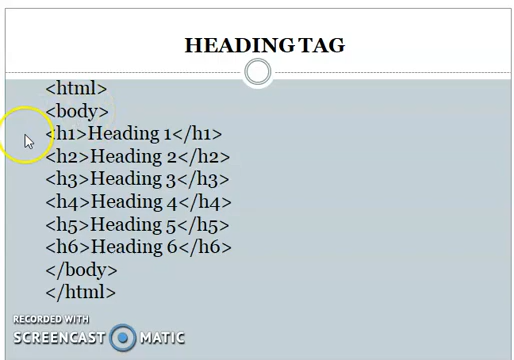 HEADING TAG
<html>
<body>
<h1>Heading 1</h1>
<h2>Heading 2</h2>
<h3>Heading 3</h3>
<h4>Heading 4</h4>
<h5>Heading 5</h5>
<h6>Heading 6</h6>
</body>
</html>
RECORDED WITH
SCREENCAST MATIC